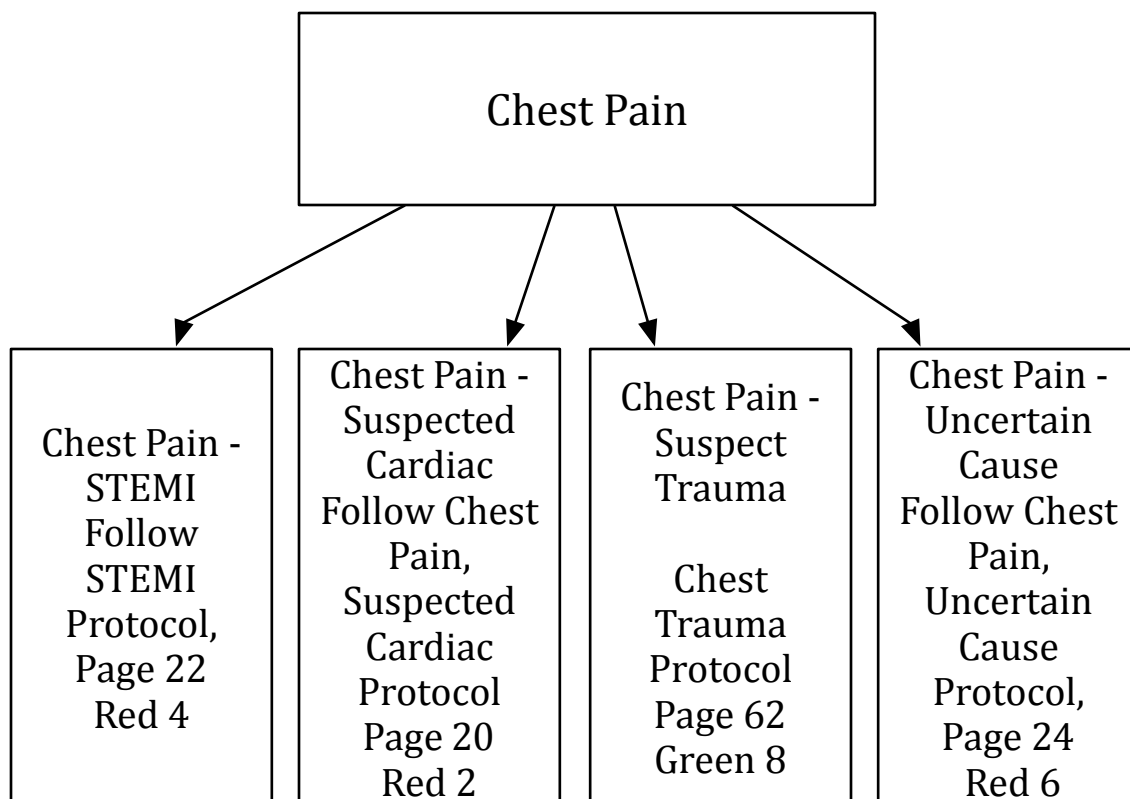 Chest Pain
Chest Pain -
STEMI
Follow
STEMI
Protocol,
Page 22
Red 4
Chest Pain -
Suspected
Cardiac
Follow Chest
Pain,
Suspected
Cardiac
Protocol
Page 20
Red 2
Chest Pain -
Suspect
Trauma
Chest
Trauma
Protocol
Page 62
Green 8
Chest Pain -
Uncertain
Cause
Follow Chest
Pain,
Uncertain
Cause
Protocol,
Page 24
Red 6